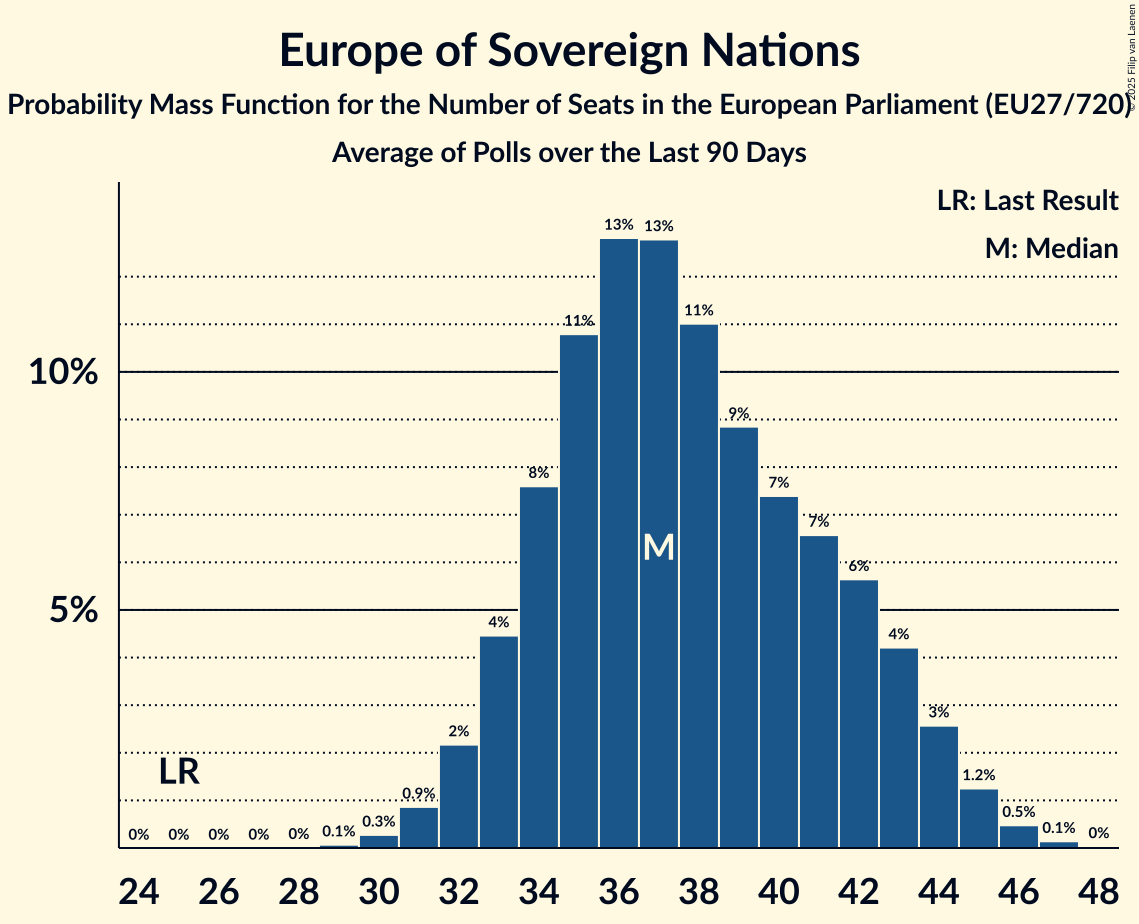 Europe of Sovereign Nations
Probability Mass Function for the Number of Seats in the European Parliament (EU27/720)
Average of Polls over the Last 90 Days
© 2025 Filip van Laenen
LR: Last Result
M: Median
13% 13%
11% 11%
10%
9%
8% 7%
7%
M
6%
5%
4% 4%
3%
2%
LR
1.2%
0.9%
0.5%
0.3%
0% 0% 0% 0% 0% 0.1% 0.1% 0%
24 26 28 30 32 34 36 38 40 42 44 46 48